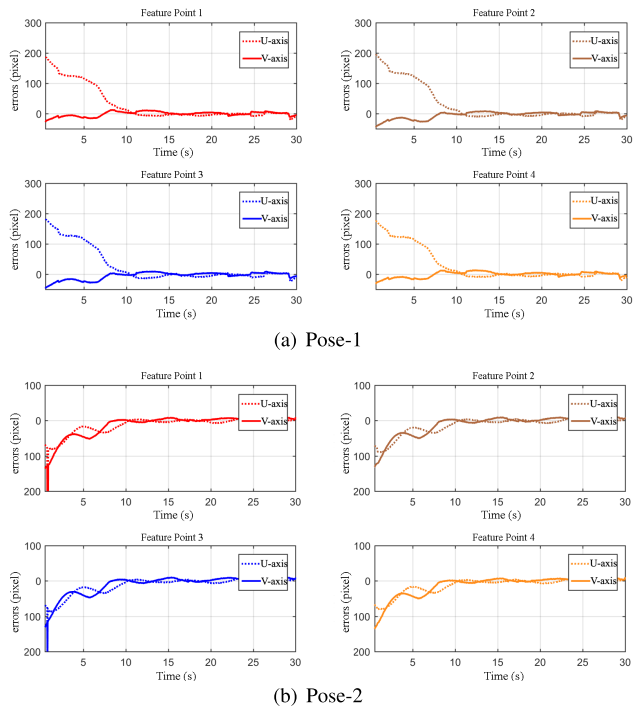 Feature Point 1
300
200
100
0
errors (pixel)
U-axis
V-axis
5 10 15 20 25 30
Time (s)
Feature Point 2
300
200
100
0
errors (pixel)
U-axis
V-axis
5 10 15 20 25 30
Time (s)
Feature Point 3
300
200
100
0
errors (pixel)
U-axis
V-axis
5 10 15 20 25 30
Time (s)
Feature Point 4
300
200
100
0
errors (pixel)
U-axis
V-axis
5 10 15 20 25 30
Time (s)
(a) Pose-1
Feature Point 1
100
0
100
200
errors (pixel)
U-axis
V-axis
5 10 15 20 25 30
Time (s)
Feature Point 2
100
0
100
200
errors (pixel)
U-axis
V-axis
5 10 15 20 25 30
Time (s)
Feature Point 3
100
0
100
200
errors (pixel)
U-axis
V-axis
5 10 15 20 25 30
Time (s)
Feature Point 4
100
0
100
200
errors (pixel)
U-axis
V-axis
5 10 15 20 25 30
Time (s)
(b) Pose-2